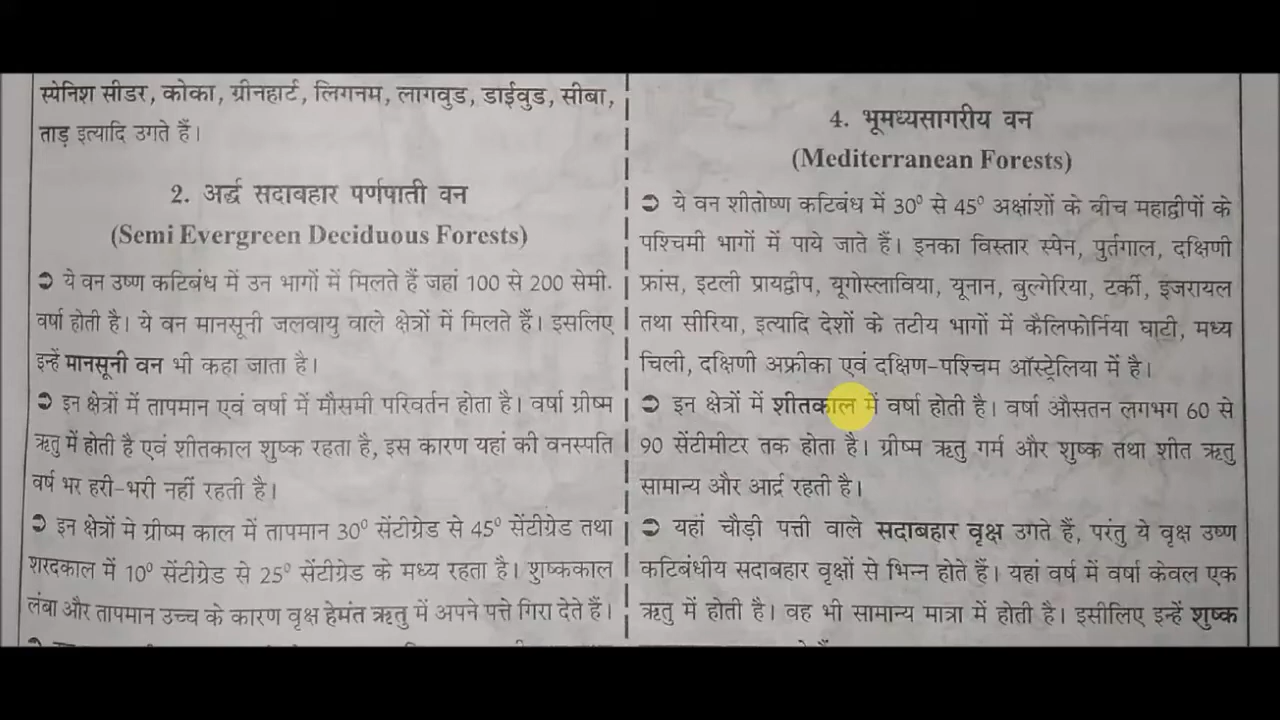 स्पेनिश सीडर, कोका, ग्रीनहार्ट, लिगनम, लागवुड, डाईवुड, सीबा,
ताड़ इत्यादि उगते हैं।
2. अर्द्ध सदाबहार पर्णपाती वन
(Semi Evergreen Deciduous Forests)
➲ ये वन उष्ण कटिबंध में उन भागों में मिलते हैं जहां 100 से 200 सेमी.
वर्षा होती है। ये वन मानसूनी जलवायु वाले क्षेत्रों में मिलते हैं। इसलिए
इन्हें मानसूनी वन भी कहा जाता है।
➲ इन क्षेत्रों में तापमान एवं वर्षा में मौसमी परिवर्तन होता है। वर्षा ग्रीष्म
ऋतु में होती है एवं शीतकाल शुष्क रहता है, इस कारण यहां की वनस्पति
वर्ष भर हरी-भरी नहीं रहती है।
➲ इन क्षेत्रों मे ग्रीष्म काल में तापमान 30⁰ सेंटीग्रेड से 45⁰ सेंटीग्रेड तथा
शरदकाल में 10⁰ सेंटीग्रेड से 25⁰ सेंटीग्रेड के मध्य रहता है। शुष्ककाल
लंबा और तापमान उच्च के कारण वृक्ष हेमंत ऋतु में अपने पत्ते गिरा देते हैं।
4. भूमध्यसागरीय वन
(Mediterranean Forests)
➲ ये वन शीतोष्ण कटिबंध में 30⁰ से 45⁰ अक्षांशों के बीच महाद्वीपों के
पश्चिमी भागों में पाये जाते हैं। इनका विस्तार स्पेन, पुर्तगाल, दक्षिणी
फ्रांस, इटली प्रायद्वीप, यूगोस्लाविया, यूनान, बुल्गेरिया, टर्की, इजरायल
तथा सीरिया, इत्यादि देशों के तटीय भागों में कैलिफोर्निया घाटी, मध्य
चिली, दक्षिणी अफ्रीका एवं दक्षिण-पश्चिम ऑस्ट्रेलिया में है।
➲ इन क्षेत्रों में शीतकाल में वर्षा होती है। वर्षा औसतन लगभग 60 से
90 सेंटीमीटर तक होता है। ग्रीष्म ऋतु गर्म और शुष्क तथा शीत ऋतु
सामान्य और आर्द्र रहती है।
➲ यहां चौड़ी पत्ती वाले सदाबहार वृक्ष उगते हैं, परंतु ये वृक्ष उष्ण
कटिबंधीय सदाबहार वृक्षों से भिन्न होते हैं। यहां वर्ष में वर्षा केवल एक
ऋतु में होती है। वह भी सामान्य मात्रा में होती है। इसीलिए इन्हें शुष्क